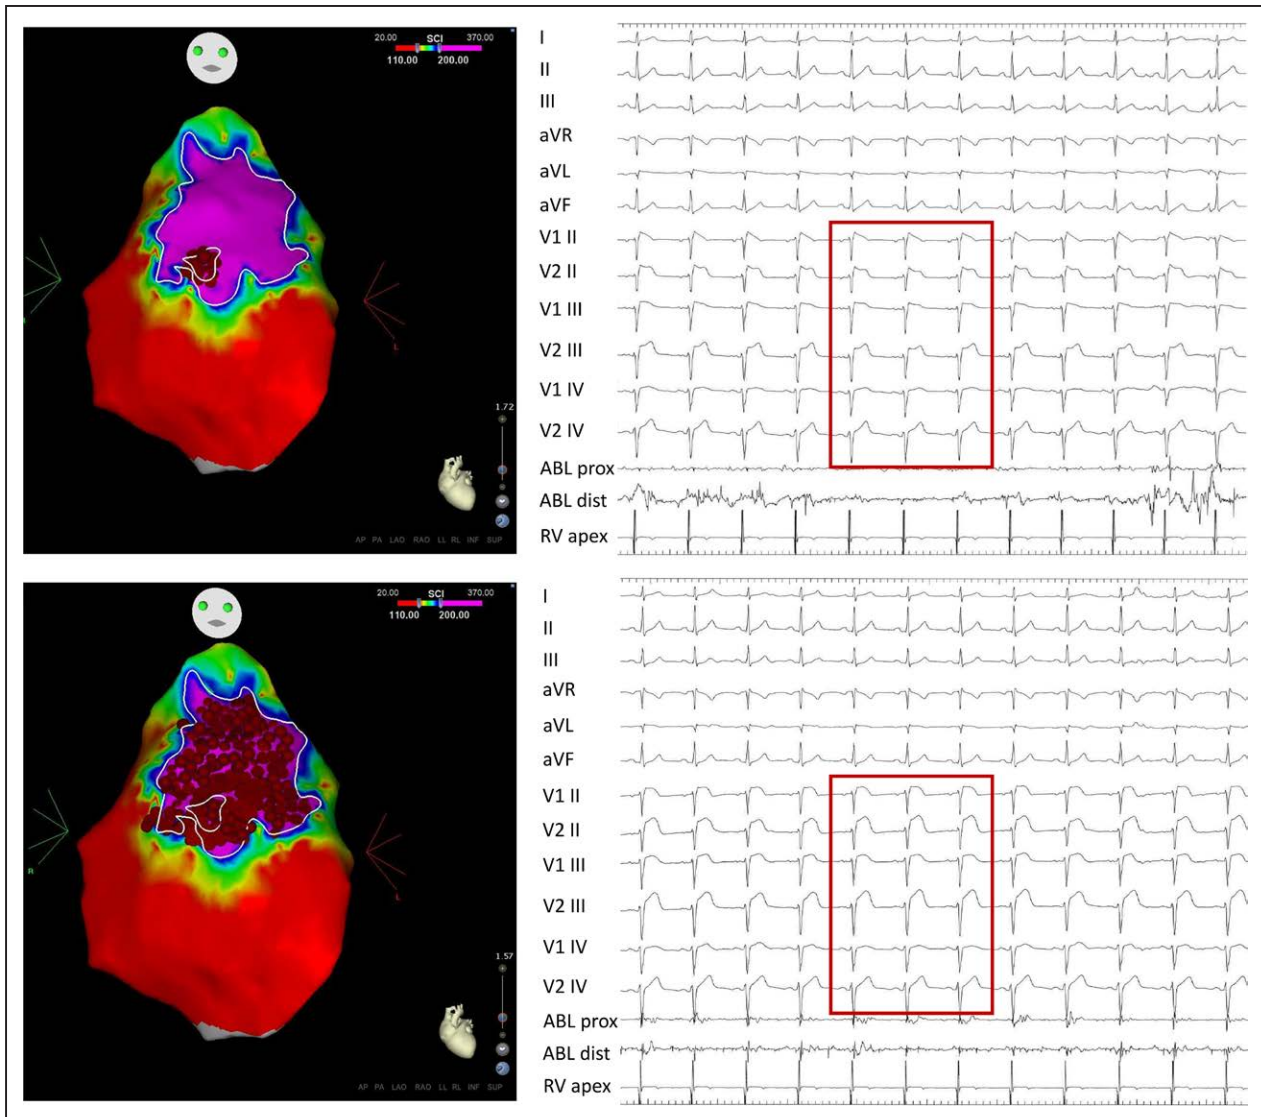 20.00 SCI 370.00
110.00 200.00
L
1.72
AP PA LAO RAO LL RL INF SUP
I
II
III
aVR
aVL
aVF
V1 II
V2 II
V1 III
V2 III
V1 IV
V2 IV
ABL prox
ABL dist
RV apex
20.00 SCI 370.00
110.00 200.00
R
L
1.57
AP PA LAO RAO LL RL INF SUP
I
II
III
aVR
aVL
aVF
V1 II
V2 II
V1 III
V2 III
V1 IV
V2 IV
ABL prox
ABL dist
RV apex